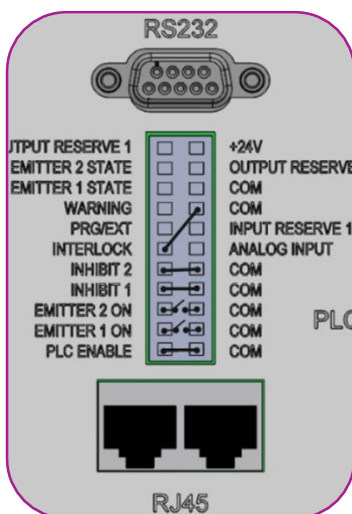 RS232
UTPUT RESERVE 1 +24V
EMITTER 2 STATE OUTPUT RESERVE
EMITTER 1 STATE COM
WARNING COM
PRG/EXT INPUT RESERVE 1
INTERLOCK ANALOG INPUT
INHIBIT 2 COM
INHIBIT 1 COM
EMITTER 2 ON COM
EMITTER 1 ON COM
PLC
PLC ENABLE COM
RJ45